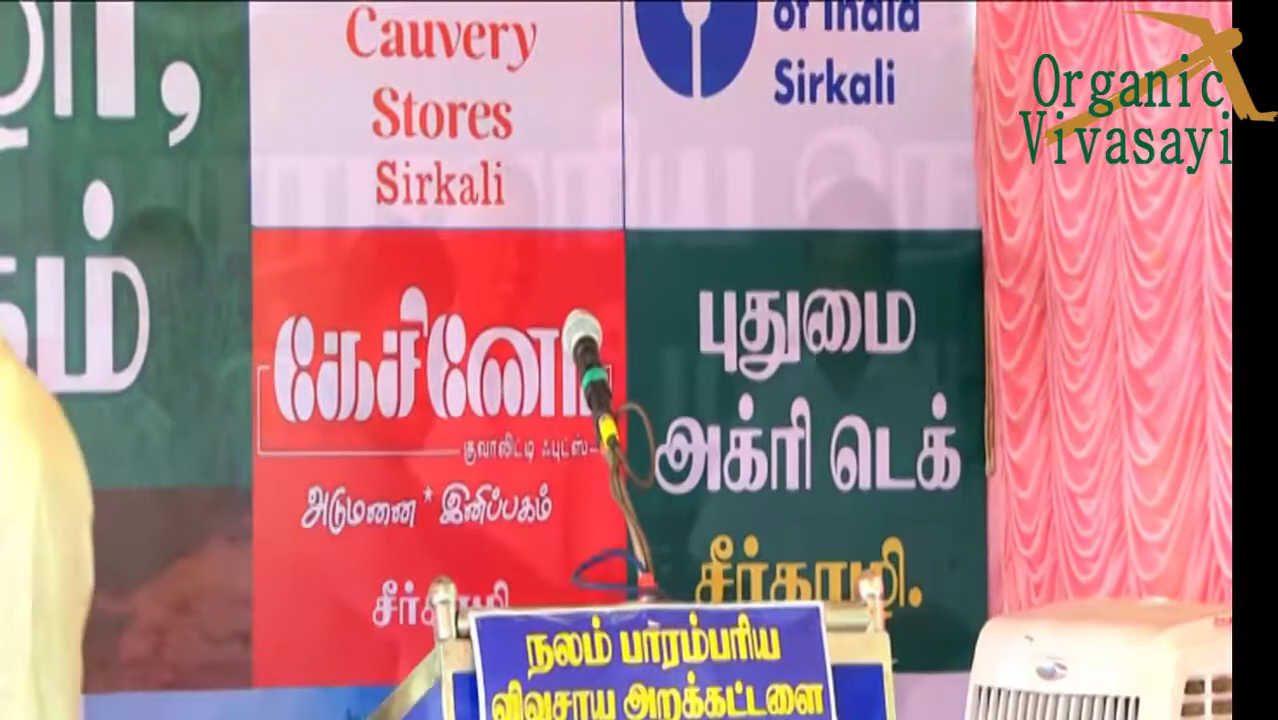 Cauvery
Stores
Sirkali
of India
Sirkali
Organic
Vivasayi
கேசினோ
குவாலிட்டி ஃபுட்ஸ்
அடுமனை * இனிப்பகம்
சீர்காழி
புதுமை
அக்ரி டெக்
சீர்காழி.
நலம் பாரம்பரிய
விவசாய அறக்கட்டளை